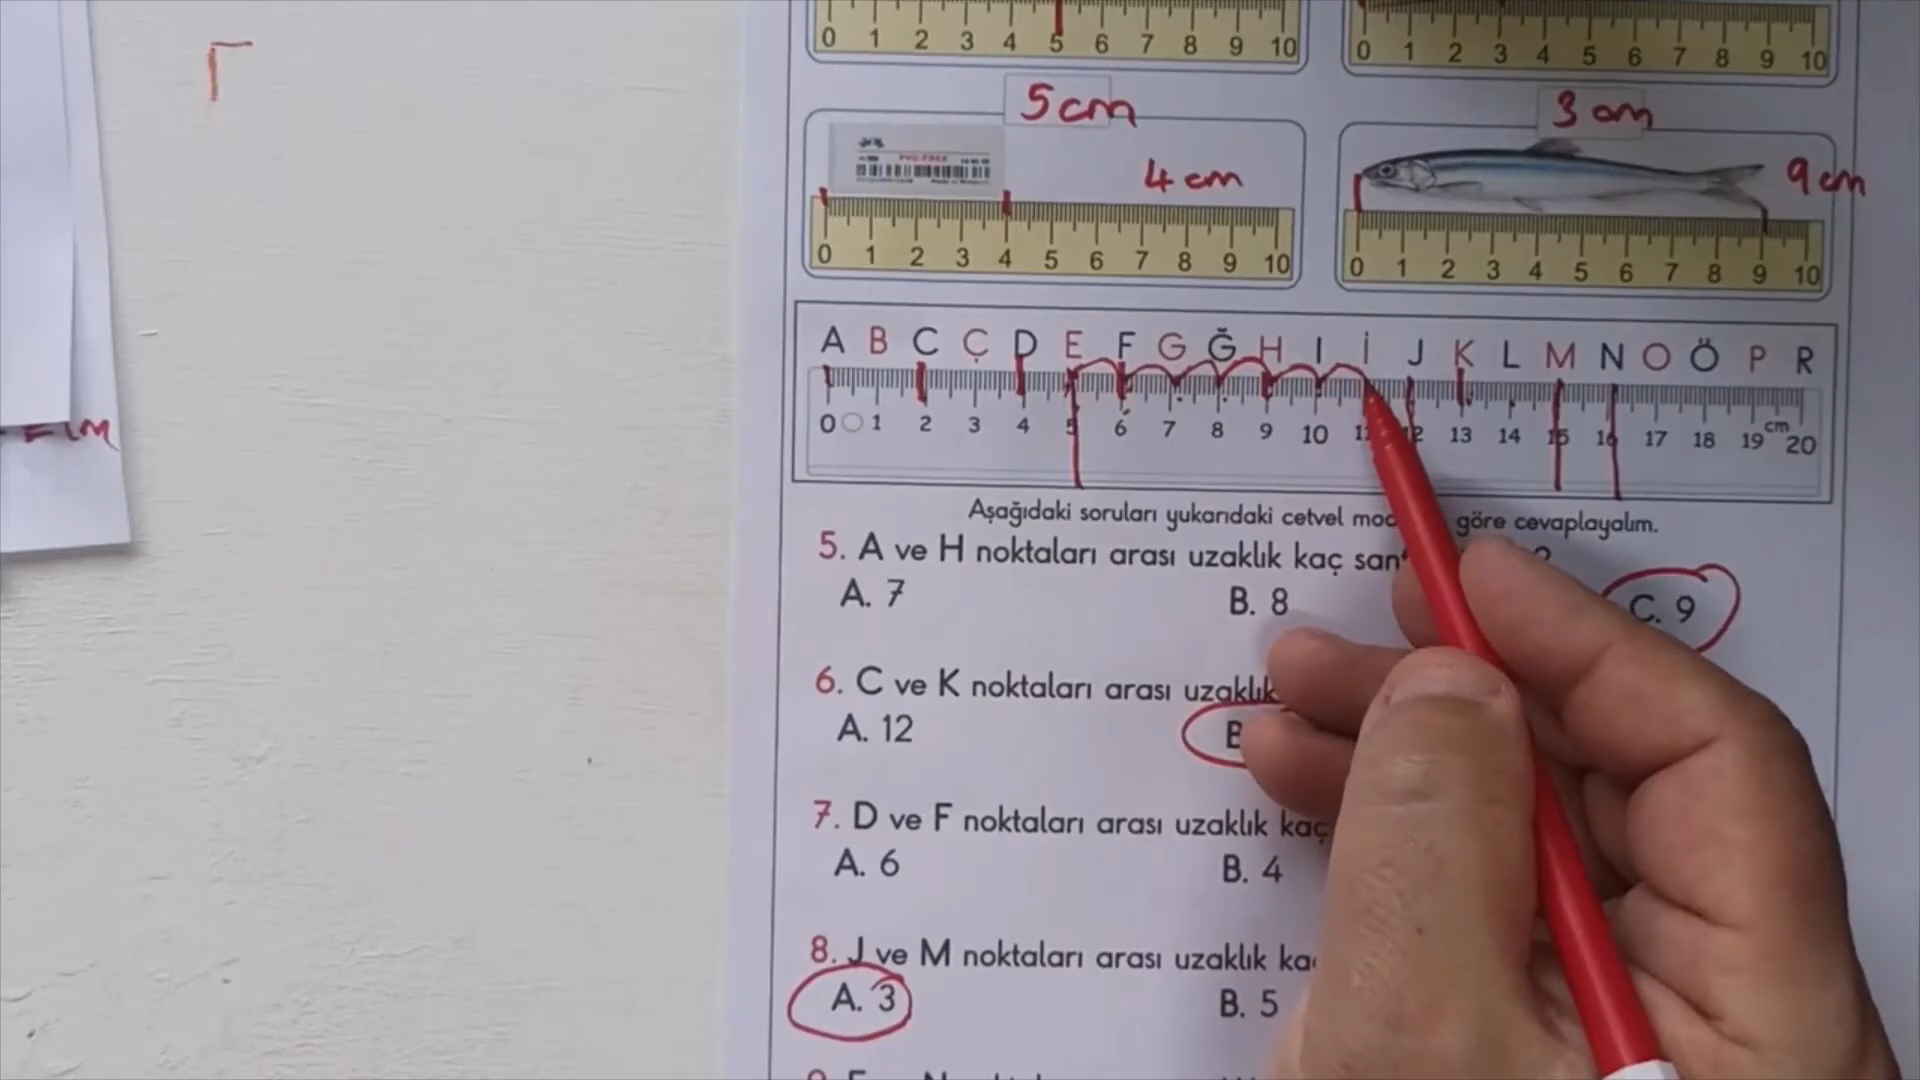 0 1 2 3 4 5 6 7 8 9 10
0 1 2 3 4 5 6 7 8 9 10
5 cm
3 cm
4 cm
9 cm
0 1 2 3 4 5 6 7 8 9 10
0 1 2 3 4 5 6 7 8 9 10
A B C Ç D E F G Ğ H I İ J K L M N O Ö P R
0 1 2 3 4 5 6 7 8 9 10 11 12 13 14 15 16 17 18 19 cm 20
Aşağıdaki soruları yukarıdaki cetvel göre cevaplayalım.
5. A ve H noktaları arası uzaklık kaç
A. 7 B. 8 C. 9
6. C ve K noktaları arası uzaklık
A. 12 B
7. D ve F noktaları arası uzaklık kaç
A. 6 B. 4
8. J ve M noktaları arası uzaklık
A. 3 B. 5